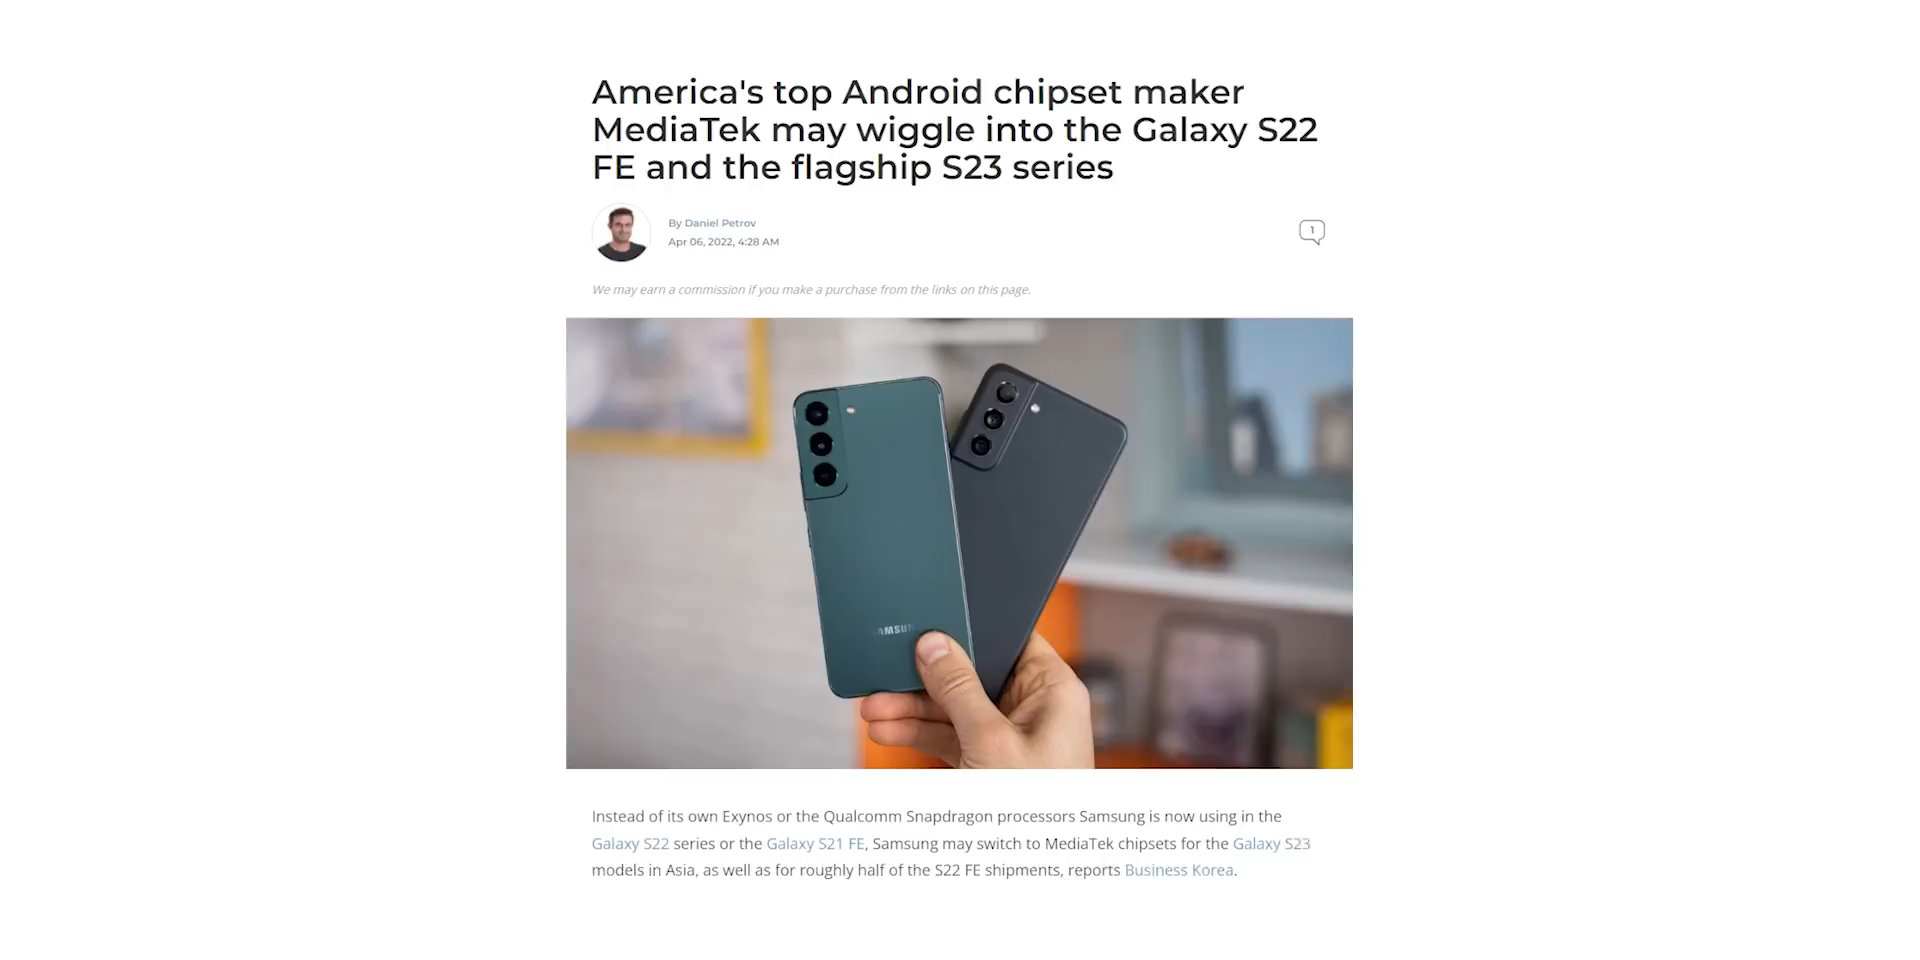 America's top Android chipset maker
MediaTek may wiggle into the Galaxy S22
FE and the flagship S23 series
By Daniel Petrov
Apr 06, 2022, 4:28 AM
1
We may earn a commission if you make a purchase from the links on this page.
AMSU
Instead of its own Exynos or the Qualcomm Snapdragon processors Samsung is now using in the
Galaxy S22 series or the Galaxy S21 FE, Samsung may switch to MediaTek chipsets for the Galaxy S23
models in Asia, as well as for roughly half of the S22 FE shipments, reports Business Korea.